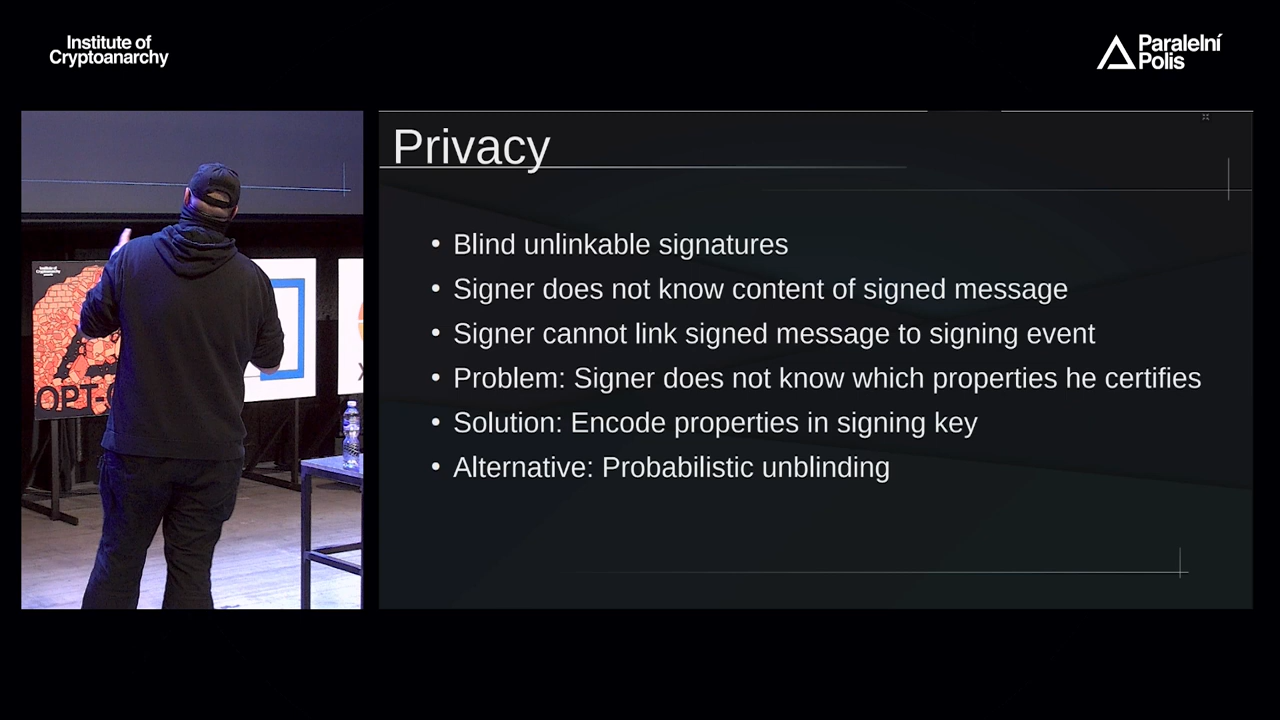 Institute of
Cryptoanarchy
Paralelní
Polis
Privacy
• Blind unlinkable signatures
• Signer does not know content of signed message
• Signer cannot link signed message to signing event
• Problem: Signer does not know which properties he certifies
• Solution: Encode properties in signing key
• Alternative: Probabilistic unblinding
OPT-